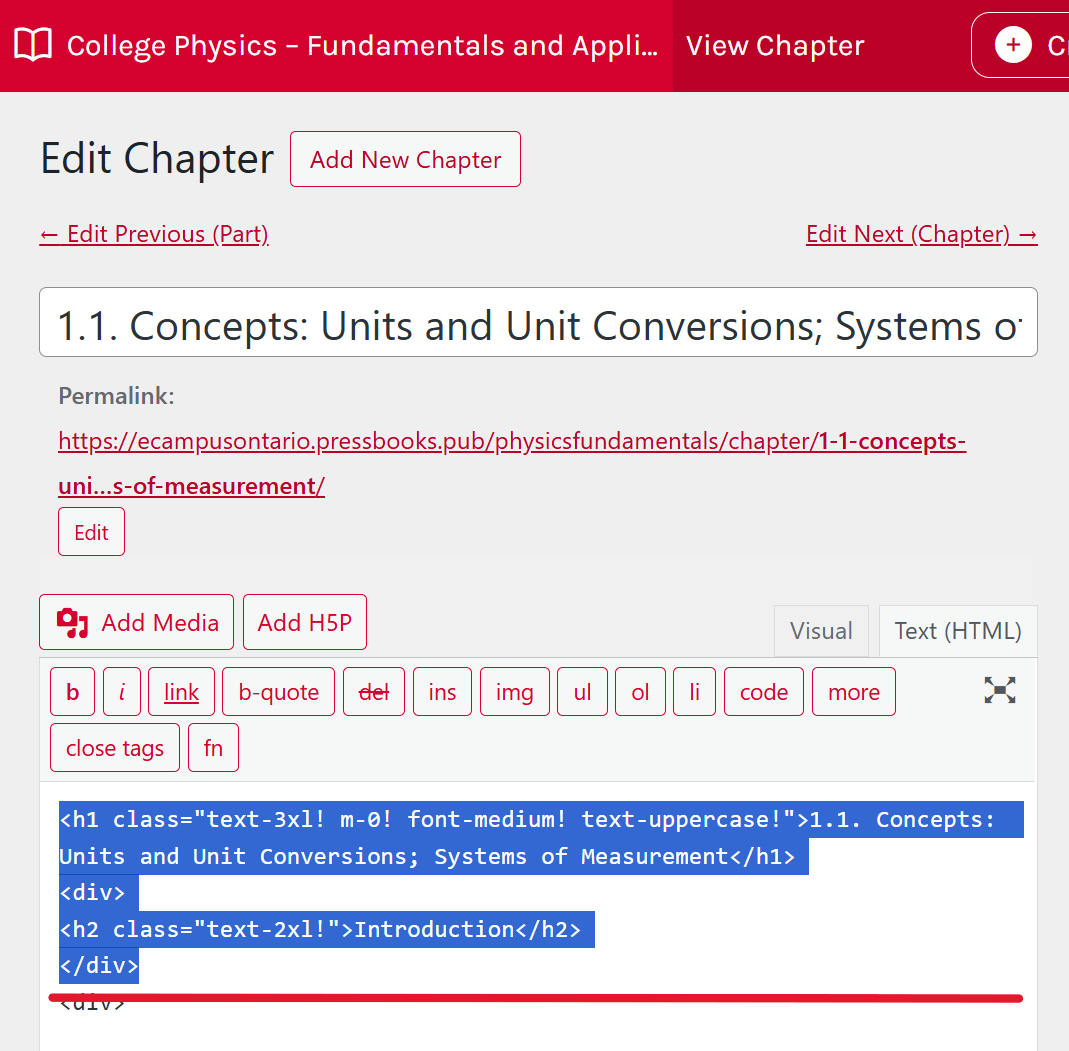 College Physics – Fundamentals and Appli... View Chapter + 
Edit Chapter Add New Chapter
← Edit Previous (Part) Edit Next (Chapter) →
1.1. Concepts: Units and Unit Conversions; Systems
Permalink:
https://ecampusontario.pressbooks.pub/physicsfundamentals/chapter/1-1-concepts-
uni...s-of-measurement/
Edit
Add Media Add H5P Visual Text (HTML)
b i link b-quote del ins img ul ol li code more
close tags fn
<h1 class="text-3xl! m-0! font-medium! text-uppercase!">1.1. Concepts:
Units and Unit Conversions; Systems of Measurement</h1>
<div>
<h2 class="text-2xl!">Introduction</h2>
</div>
<div>